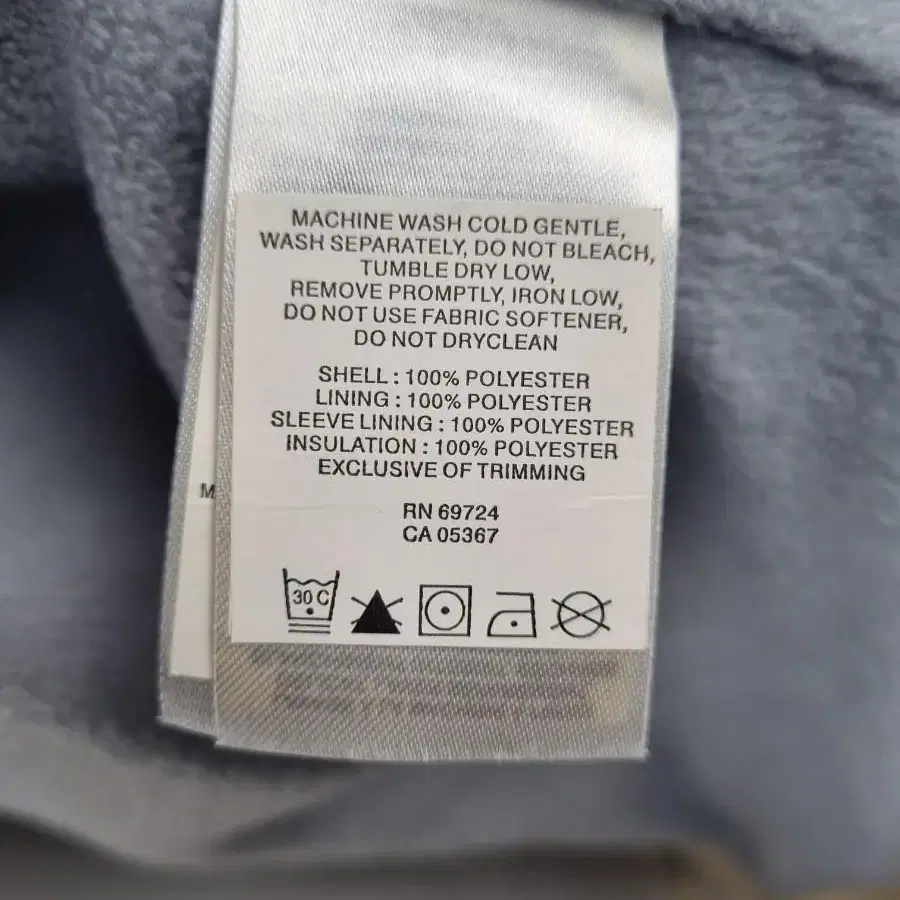 MACHINE WASH COLD GENTLE,
WASH SEPARATELY, DO NOT BLEACH,
TUMBLE DRY LOW,
REMOVE PROMPTLY, IRON LOW,
DO NOT USE FABRIC SOFTENER,
DO NOT DRYCLEAN
SHELL : 100% POLYESTER
LINING : 100% POLYESTER
SLEEVE LINING : 100% POLYESTER
INSULATION : 100% POLYESTER
EXCLUSIVE OF TRIMMING
M
RN 69724
CA 05367
30 C